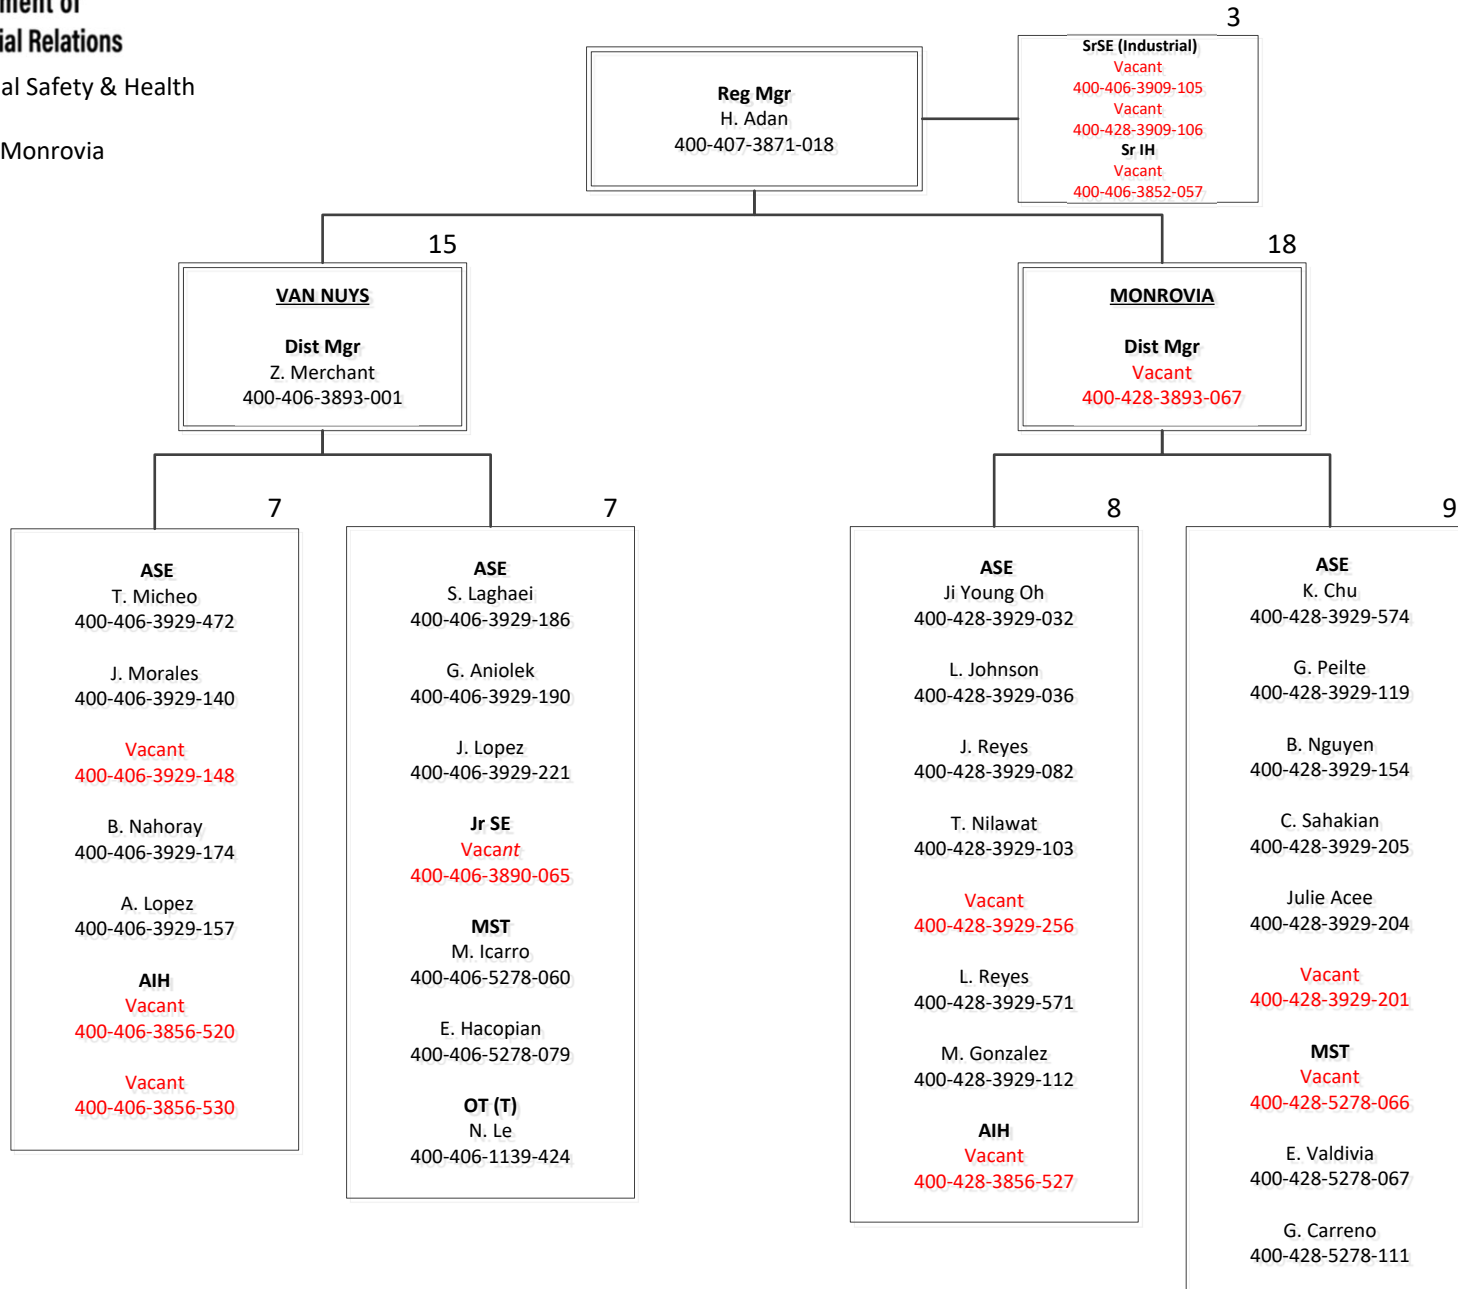 ial Relations
al Safety & Health
Monrovia
Reg Mgr
H. Adan
400-407-3871-018
3
SrSE (Industrial)
Vacant
400-406-3909-105
Vacant
400-428-3909-106
Sr IH
Vacant
400-406-3852-057
15
VAN NUYS
Dist Mgr
Z. Merchant
400-406-3893-001
18
MONROVIA
Dist Mgr
Vacant
400-428-3893-067
7
ASE
T. Micheo
400-406-3929-472
J. Morales
400-406-3929-140
Vacant
400-406-3929-148
B. Nahoray
400-406-3929-174
A. Lopez
400-406-3929-157
AIH
Vacant
400-406-3856-520
Vacant
400-406-3856-530
7
ASE
S. Laghaei
400-406-3929-186
G. Aniolek
400-406-3929-190
J. Lopez
400-406-3929-221
Jr SE
Vacant
400-406-3890-065
MST
M. Icarro
400-406-5278-060
E. Hacopian
400-406-5278-079
OT (T)
N. Le
400-406-1139-424
8
ASE
Ji Young Oh
400-428-3929-032
L. Johnson
400-428-3929-036
J. Reyes
400-428-3929-082
T. Nilawat
400-428-3929-103
Vacant
400-428-3929-256
L. Reyes
400-428-3929-571
M. Gonzalez
400-428-3929-112
AIH
Vacant
400-428-3856-527
9
ASE
K. Chu
400-428-3929-574
G. Peilte
400-428-3929-119
B. Nguyen
400-428-3929-154
C. Sahakian
400-428-3929-205
Julie Acee
400-428-3929-204
Vacant
400-428-3929-201
MST
Vacant
400-428-5278-066
E. Valdivia
400-428-5278-067
G. Carreno
400-428-5278-111